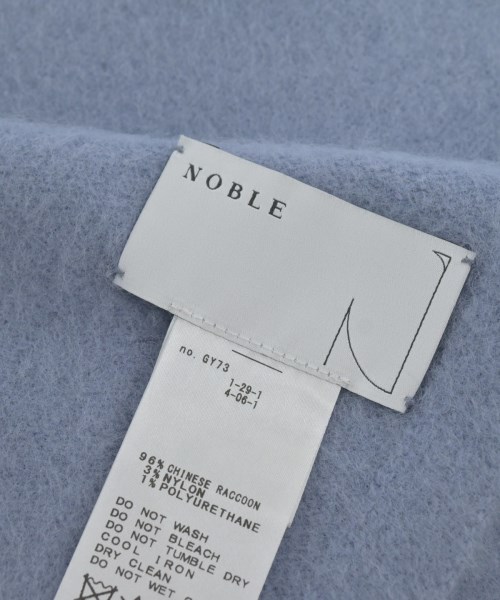 NOBLE
no. GY73
1-29-1
4-06-1
96% CHINESE RACCOON
3% NYLON
1% POLYURETHANE
DO NOT WASH
DO NOT BLEACH
DO NOT TUMBLE DRY
COOL IRON
DRY CLEAN
DO NOT WET